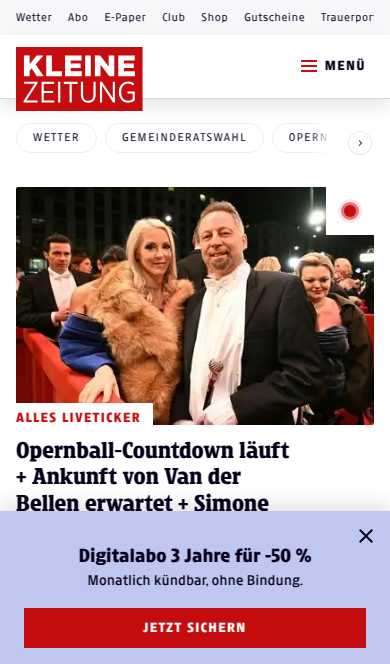 Wetter Abo E-Paper Club Shop Gutscheine Trauerpor
KLEINE
ZEITUNG
MENÜ
WETTER GEMEINDERATSWAHL OPERN
ALLES LIVETICKER
Opernball-Countdown läuft
+ Ankunft von Van der
Bellen erwartet + Simone
Digitalabo 3 Jahre für -50 %
Monatlich kündbar, ohne Bindung.
JETZT SICHERN